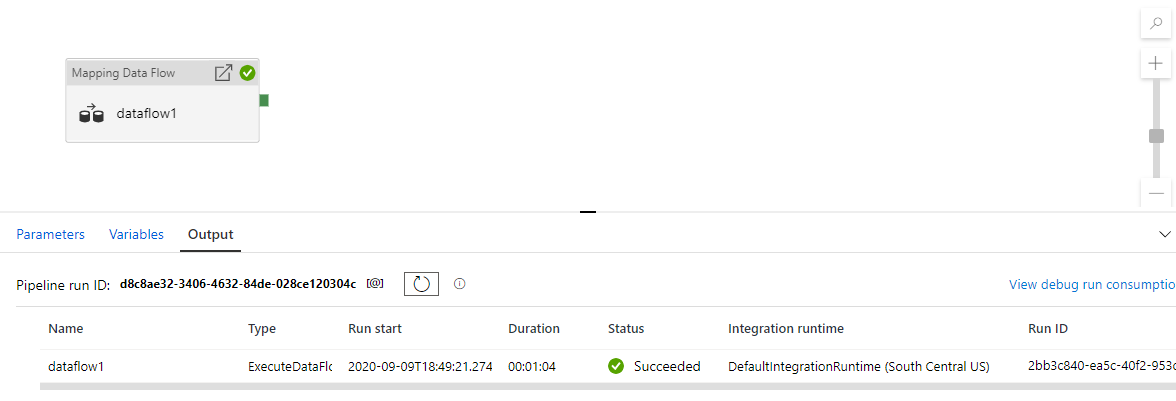 Mapping Data Flow
dataflow1
Parameters Variables Output
Pipeline run ID: d8c8ae32-3406-4632-84de-028ce120304c [@] View debug run consumptio
Name Type Run start Duration Status Integration runtime Run ID
dataflow1 ExecuteDataFlc 2020-09-09T18:49:21.274 00:01:04 Succeeded DefaultIntegrationRuntime (South Central US) 2bb3c840-ea5c-40f2-953c